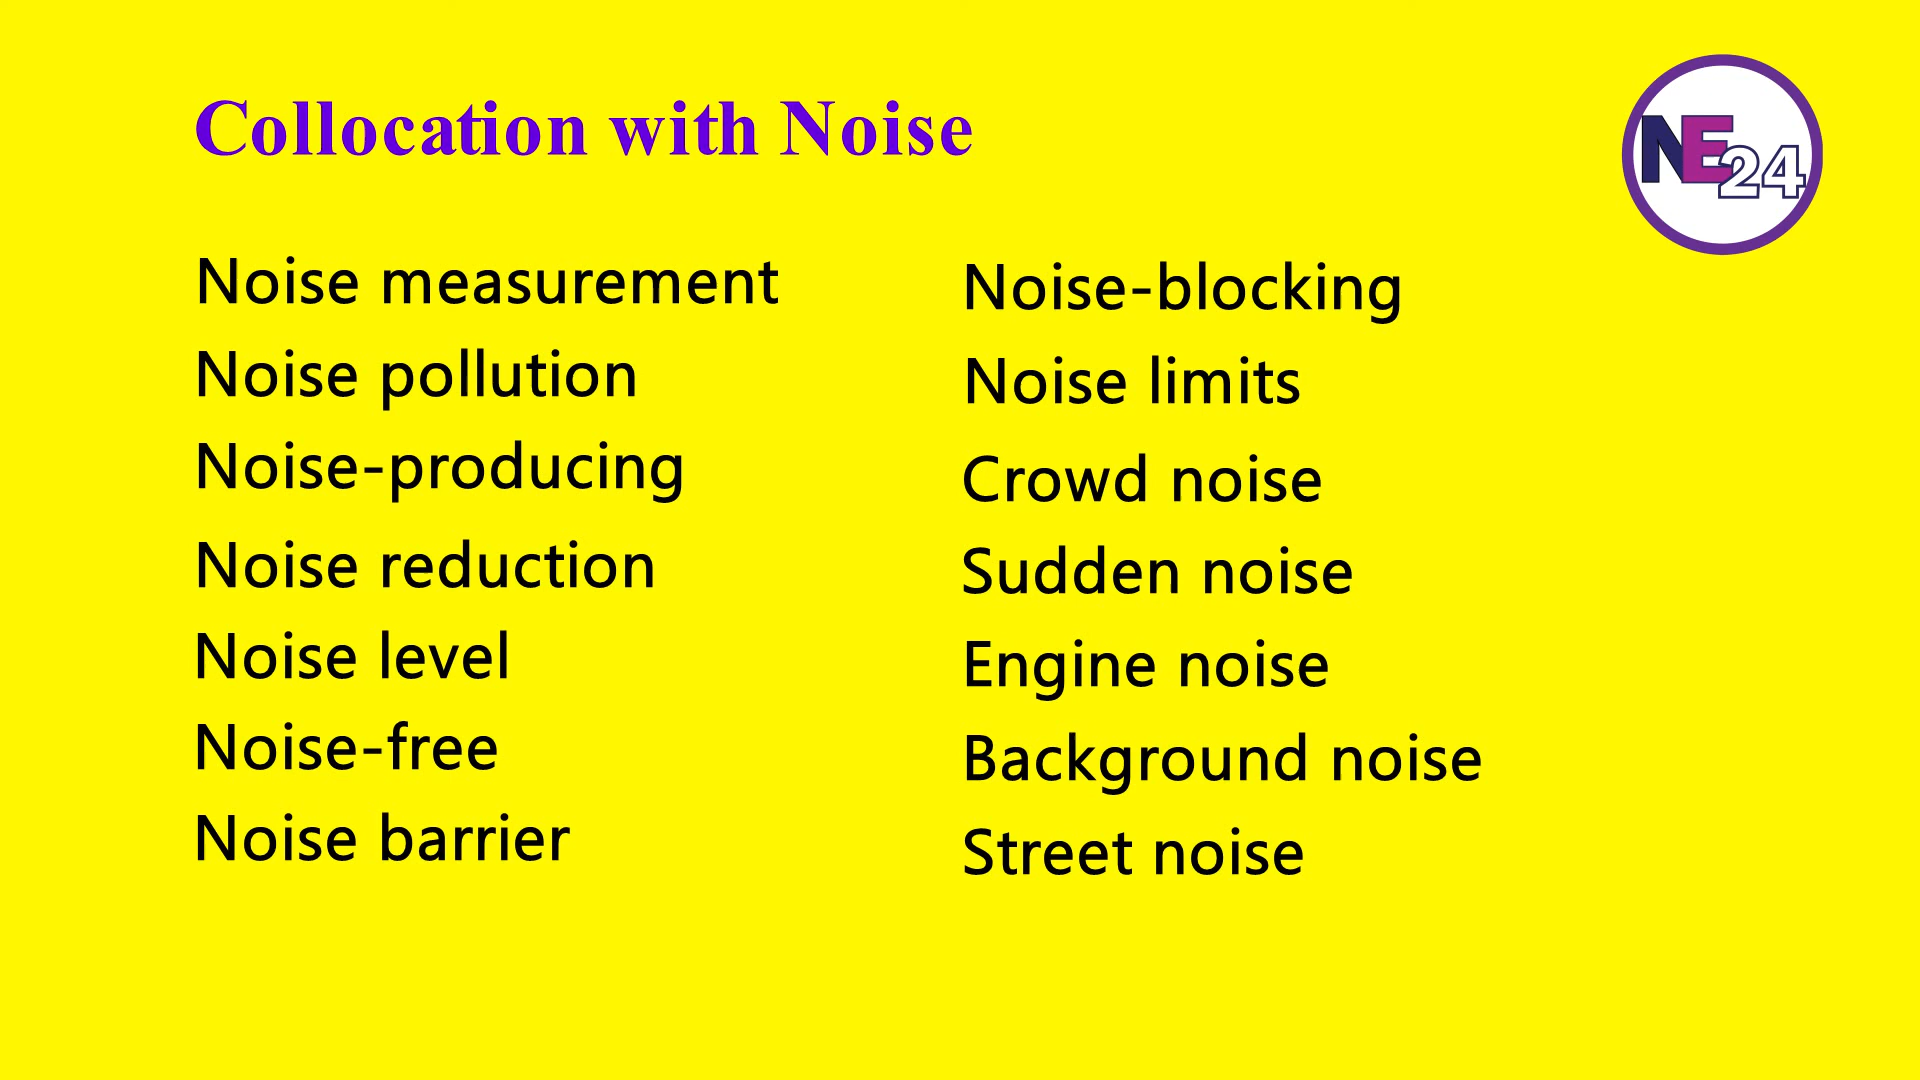 Collocation with Noise
NE24
Noise measurement
Noise pollution
Noise-producing
Noise reduction
Noise level
Noise-free
Noise barrier
Noise-blocking
Noise limits
Crowd noise
Sudden noise
Engine noise
Background noise
Street noise